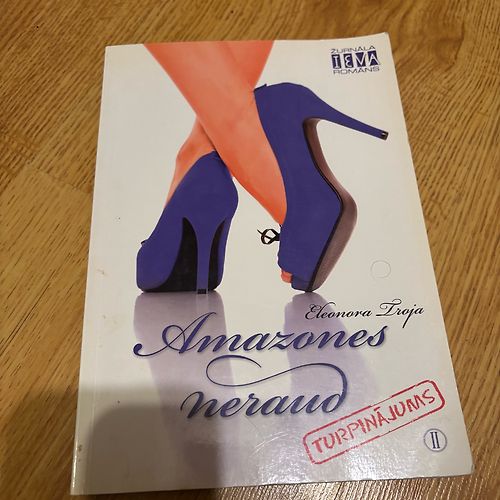 ŽURNĀLA
IEVA
ROMĀNS
Eleonora Troja
Amazones
neraud
TURPINĀJUMS
II